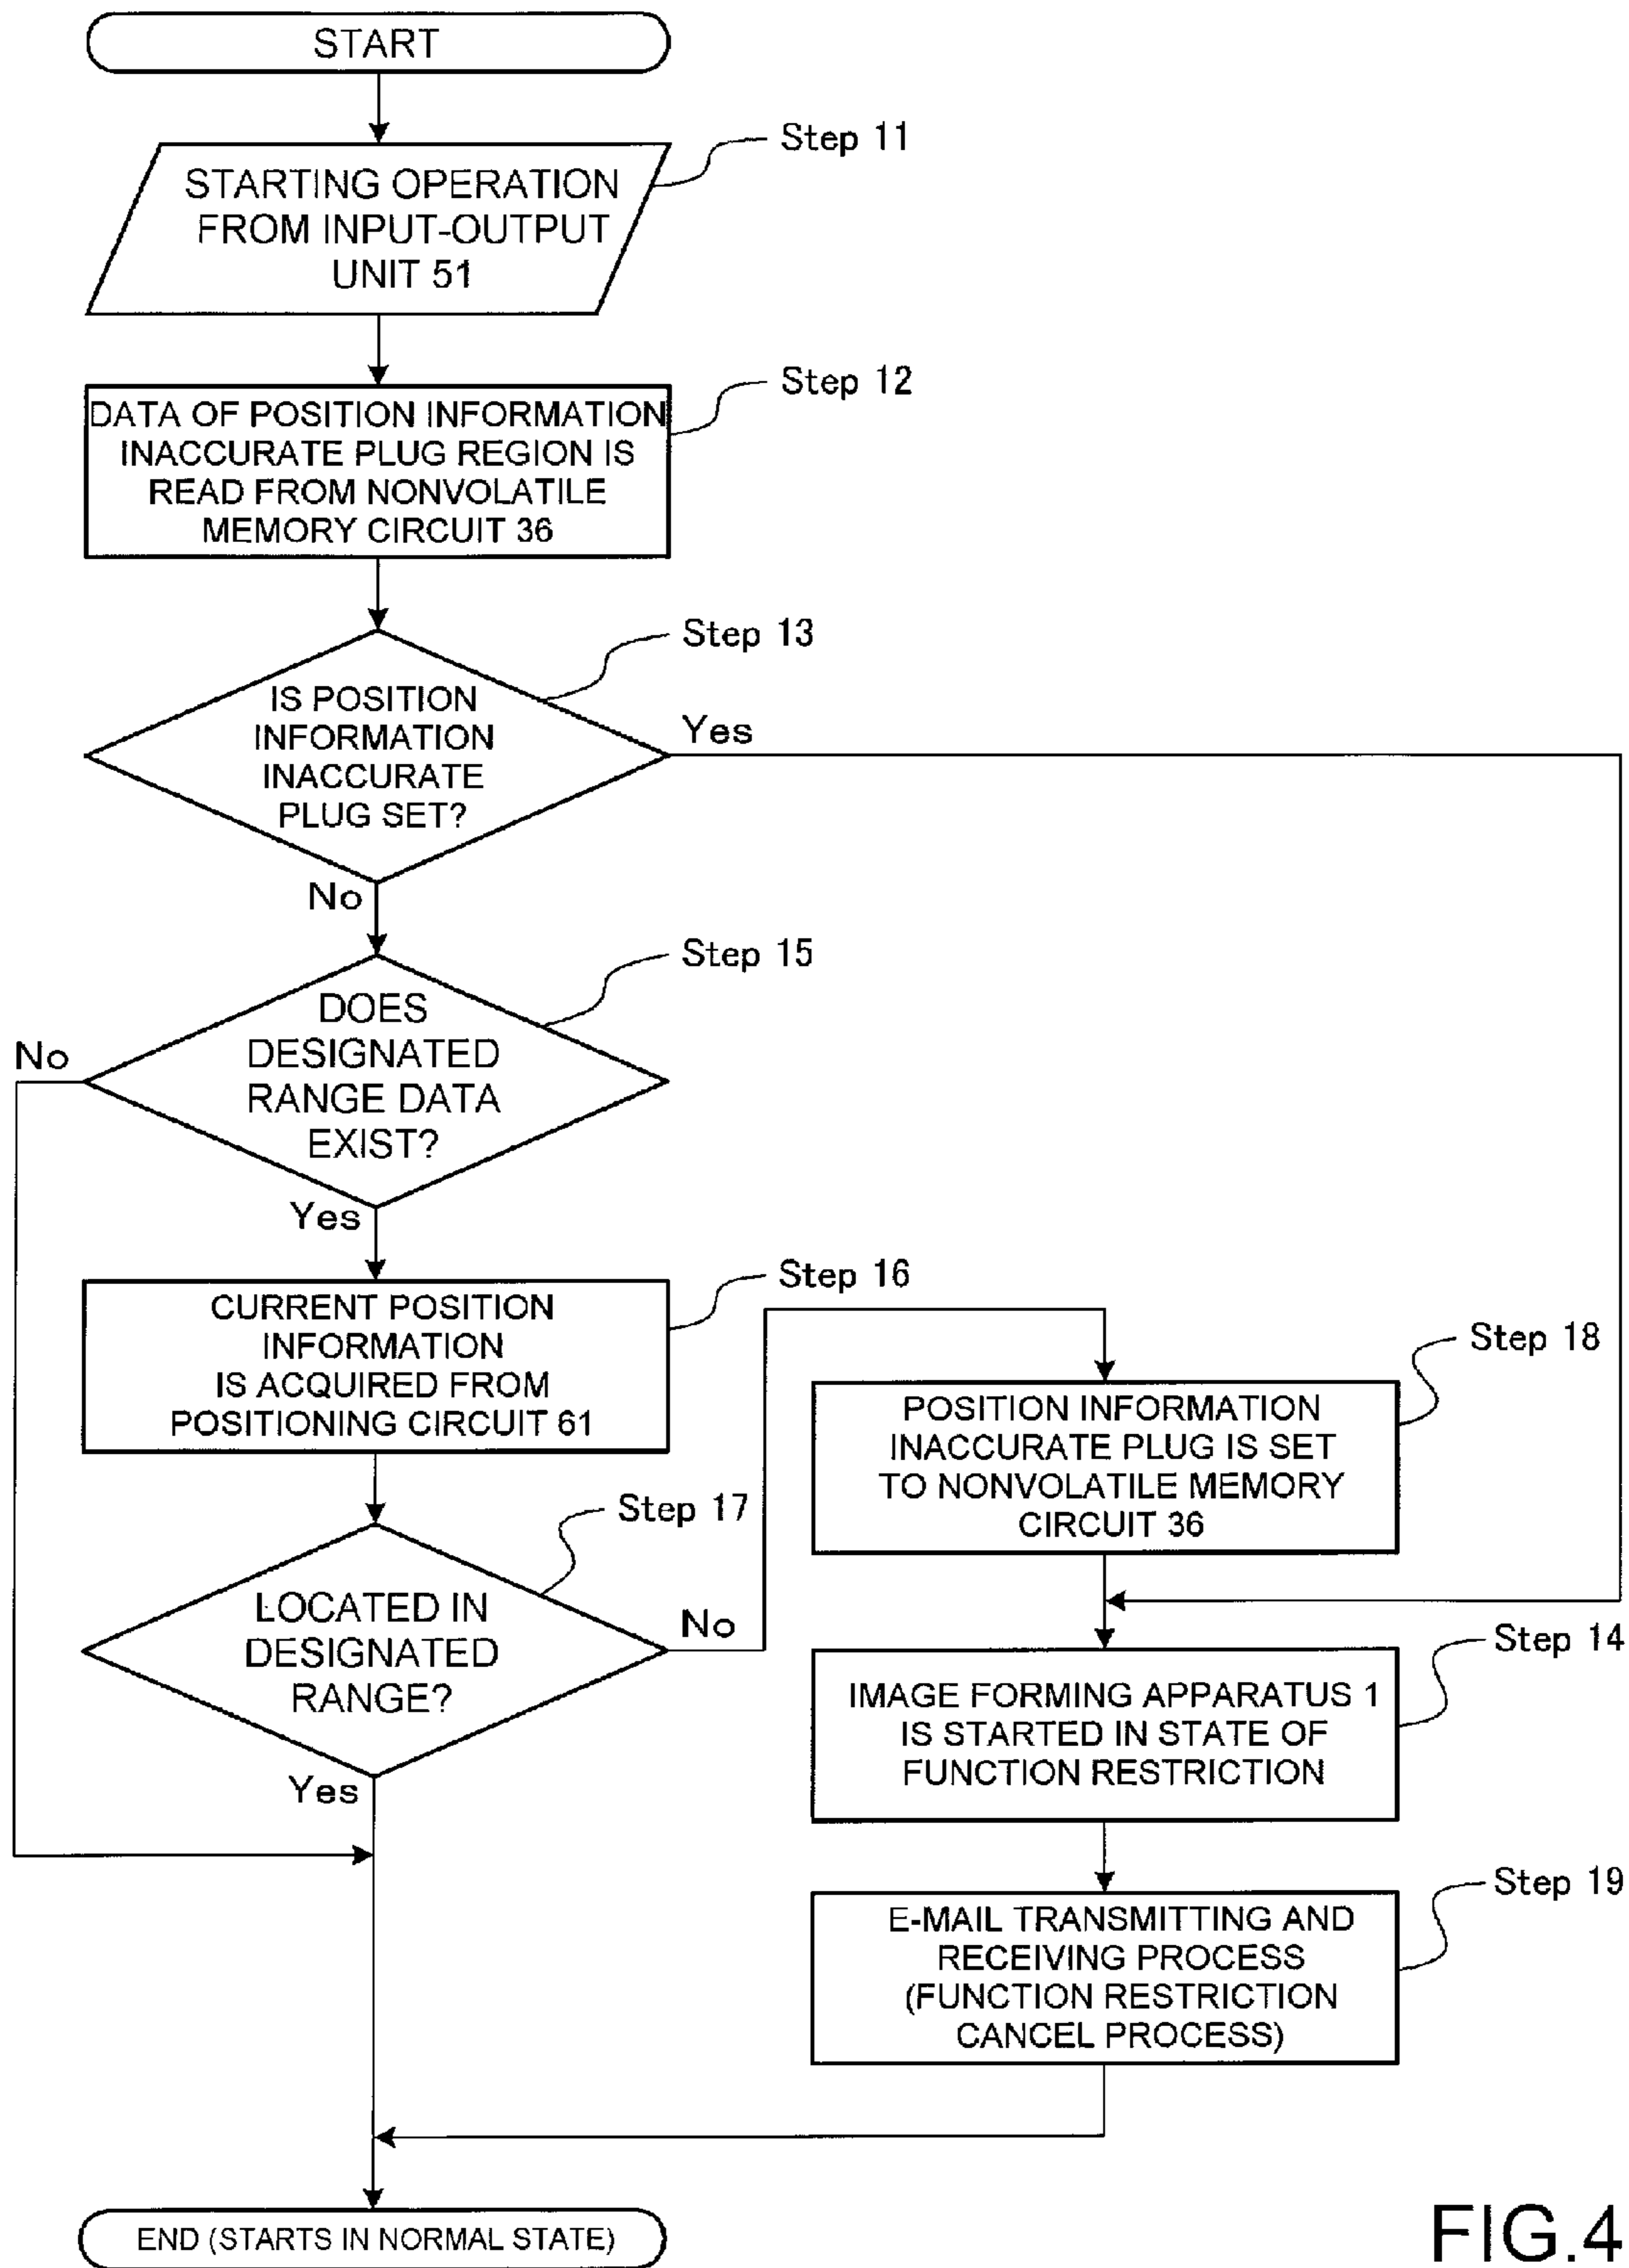 START
Step 11
STARTING OPERATION
FROM INPUT-OUTPUT
UNIT 51
Step 12
DATA OF POSITION INFORMATION
INACCURATE PLUG REGION IS
READ FROM NONVOLATILE
MEMORY CIRCUIT 36
Step 13
IS POSITION
INFORMATION
INACCURATE
PLUG SET?
Yes
No
Step 15
DOES
DESIGNATED
RANGE DATA
EXIST?
No
Yes
Step 16
CURRENT POSITION
INFORMATION
IS ACQUIRED FROM
POSITIONING CIRCUIT 61
Step 17
LOCATED IN
DESIGNATED
RANGE?
No
Yes
Step 18
POSITION INFORMATION
INACCURATE PLUG IS SET
TO NONVOLATILE MEMORY
CIRCUIT 36
Step 14
IMAGE FORMING APPARATUS 1
IS STARTED IN STATE OF
FUNCTION RESTRICTION
Step 19
E-MAIL TRANSMITTING AND
RECEIVING PROCESS
(FUNCTION RESTRICTION
CANCEL PROCESS)
END (STARTS IN NORMAL STATE)
FIG.4